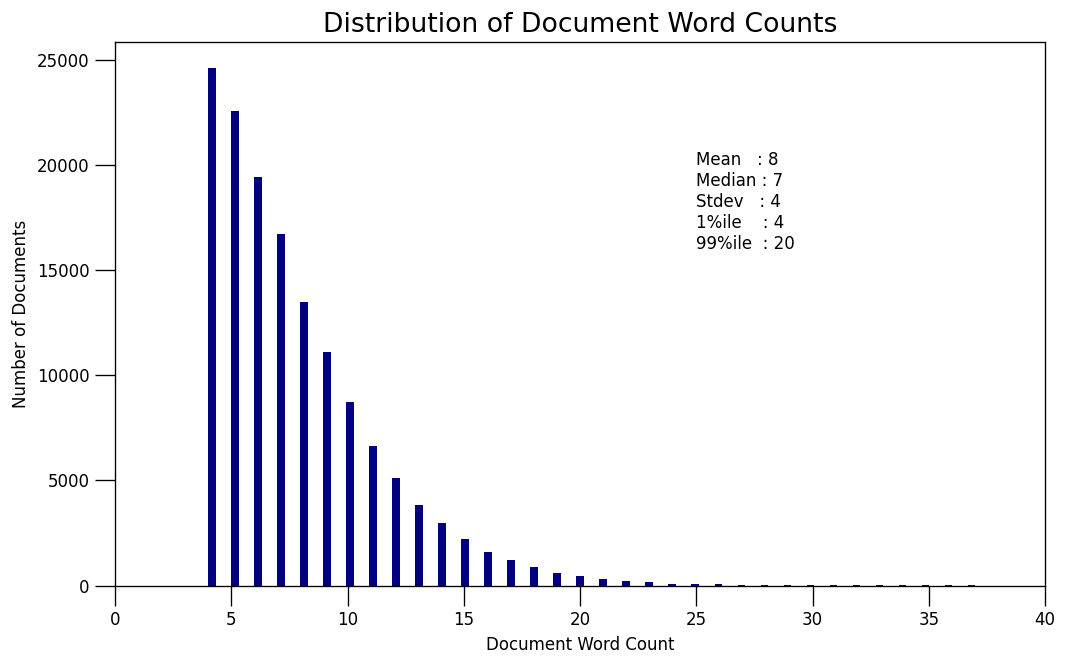 Distribution of Document Word Counts
25000
20000
15000
10000
5000
0
Number of Documents
Mean   : 8
Median : 7
Stdev   : 4
1%ile    : 4
99%ile  : 20
0 5 10 15 20 25 30 35 40
Document Word Count